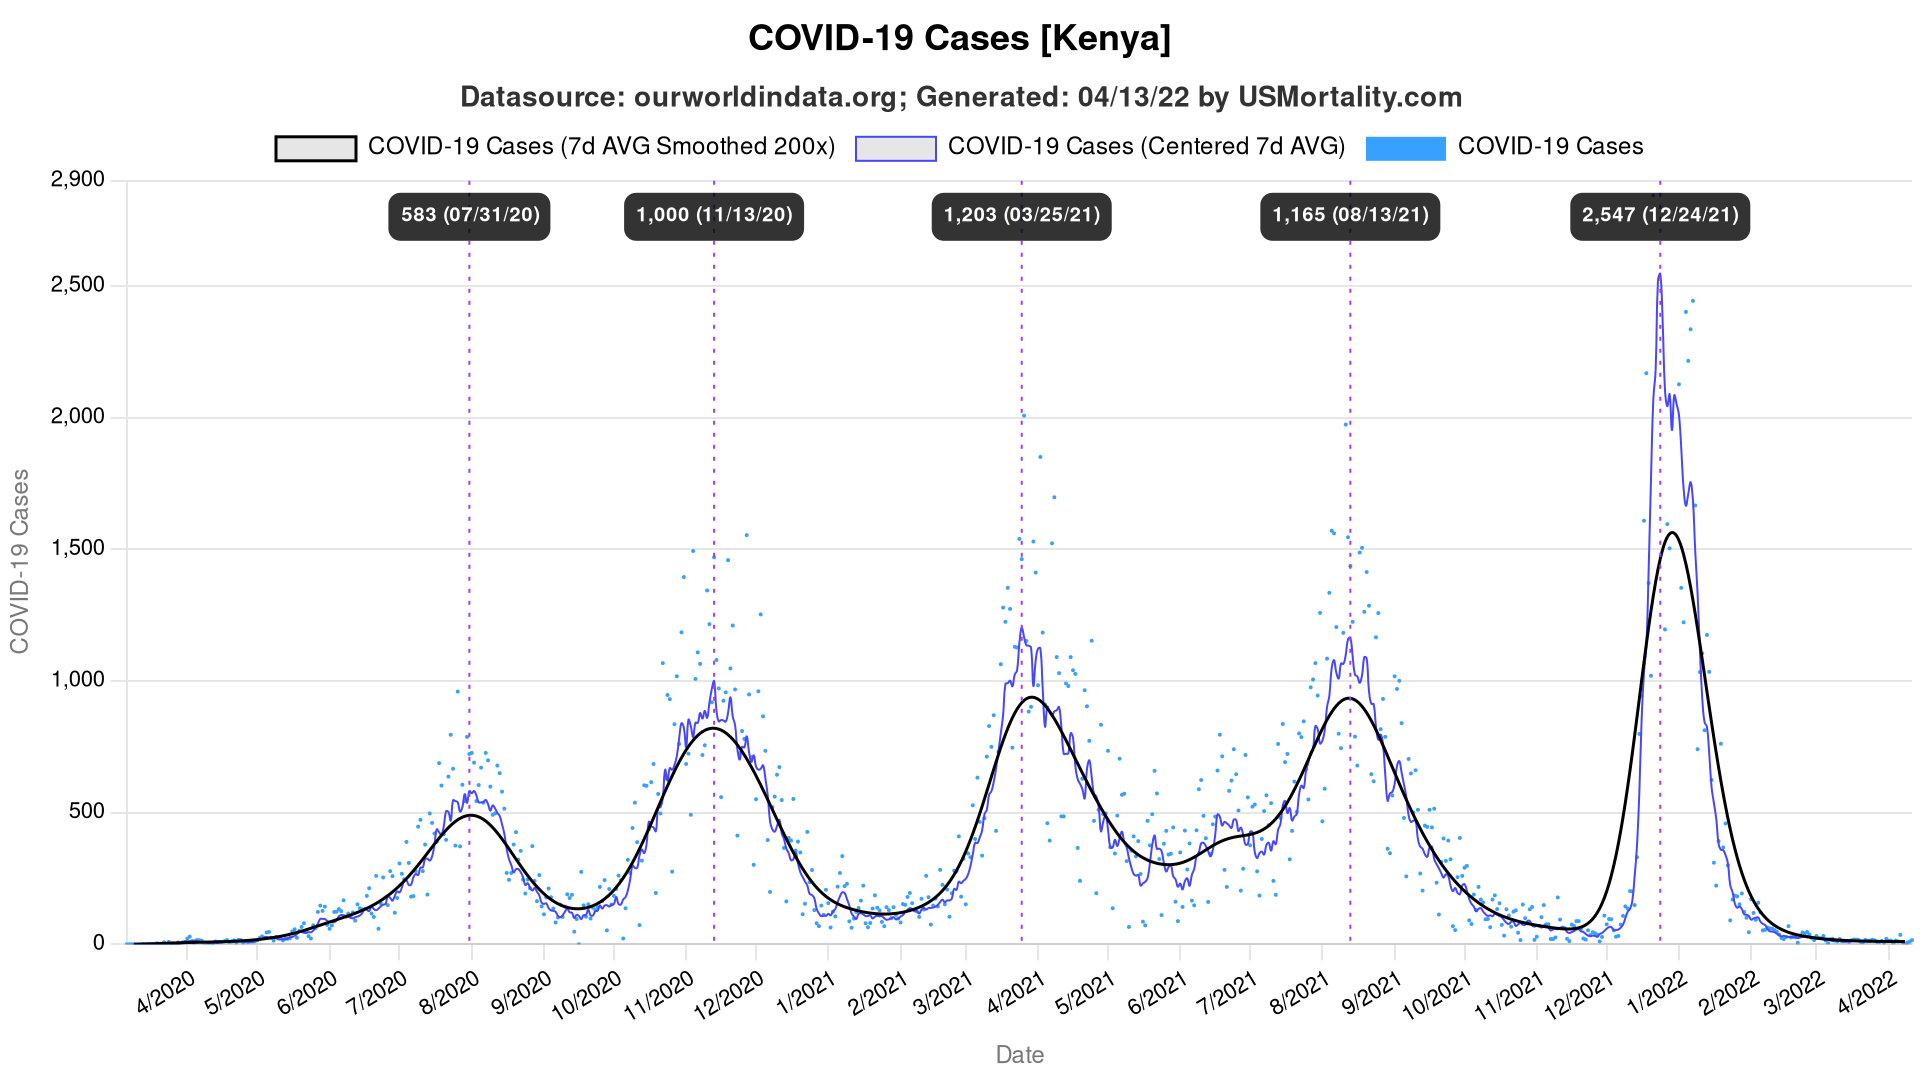 COVID-19 Cases [Kenya]
Datasource: ourworldindata.org; Generated: 04/13/22 by USMortality.com
COVID-19 Cases (7d AVG Smoothed 200x) COVID-19 Cases (Centered 7d AVG) COVID-19 Cases
2,900
583 (07/31/20) 1,000 (11/13/20) 1,203 (03/25/21) 1,165 (08/13/21) 2,547 (12/24/21)
2,500
2,000
1,500
1,000
500
0
COVID-19 Cases
4/2020 5/2020 6/2020 7/2020 8/2020 9/2020 10/2020 11/2020 12/2020 1/2021 2/2021 3/2021 4/2021 5/2021 6/2021 7/2021 8/2021 9/2021 10/2021 11/2021 12/2021 1/2022 2/2022 3/2022 4/2022
Date